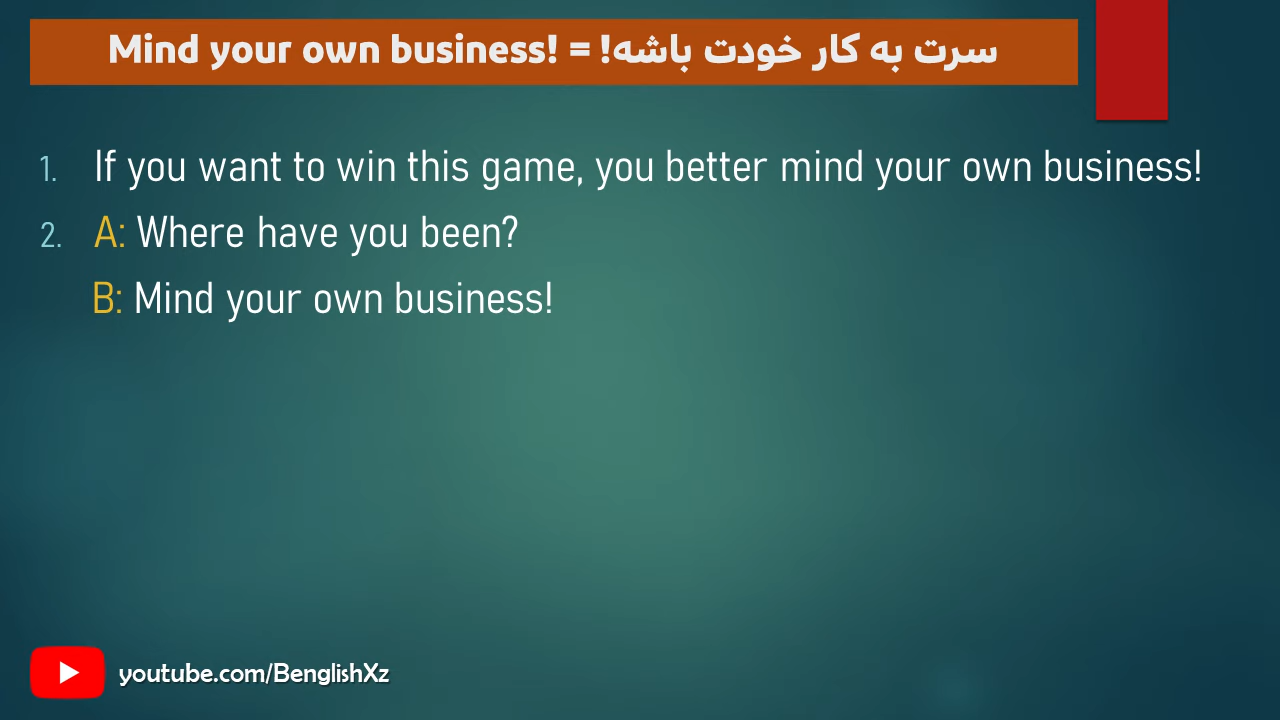 Mind your own business! = سرت به کار خودت باشه!
1. If you want to win this game, you better mind your own business!
2. A: Where have you been?
B: Mind your own business!
youtube.com/BenglishXz